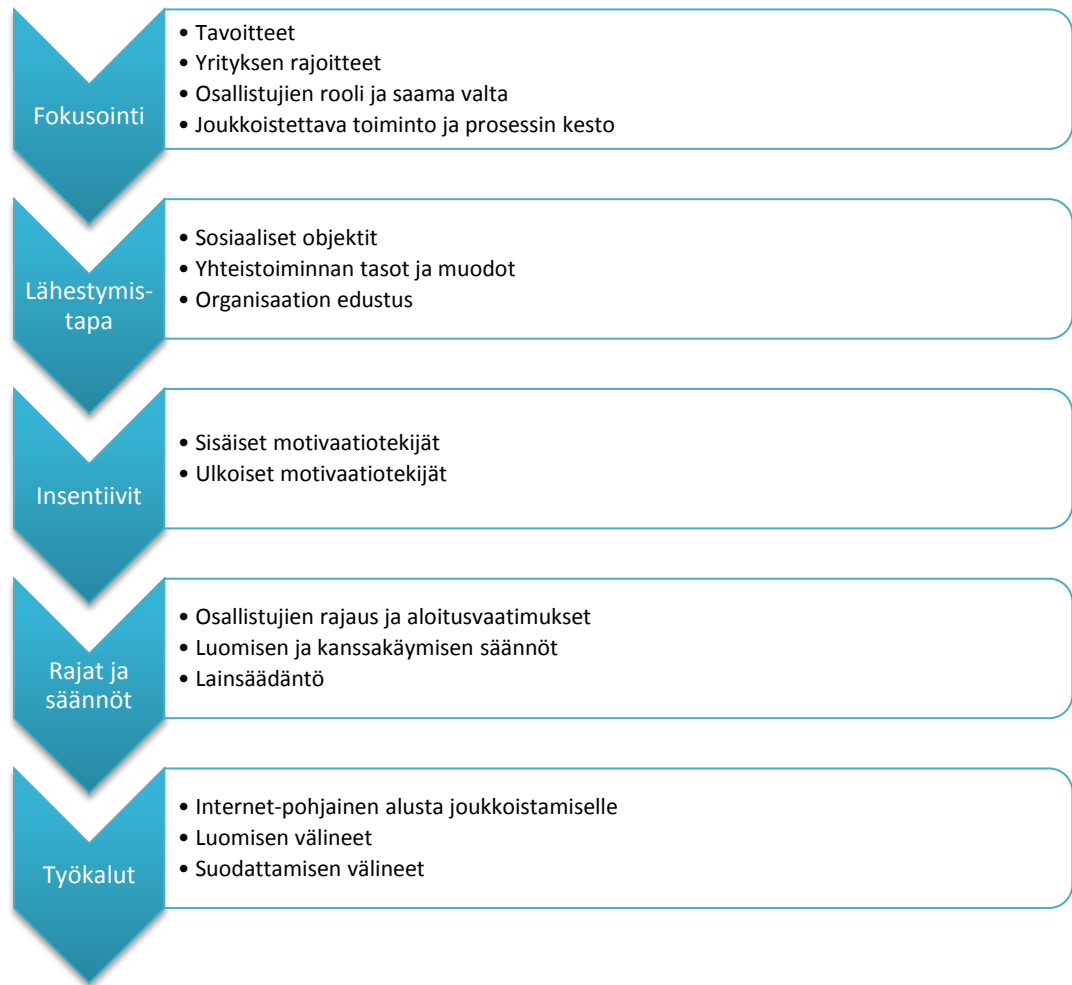 Fokusointi
• Tavoitteet
• Yrityksen rajoitteet
• Osallistujien rooli ja saama valta
• Joukkoistettava toiminto ja prosessin kesto
Lähestymis-
tapa
• Sosiaaliset objektit
• Yhteistoiminnan tasot ja muodot
• Organisaation edustus
Insentiivit
• Sisäiset motivaatiotekijät
• Ulkoiset motivaatiotekijät
Rajat ja
säännöt
• Osallistujien rajaus ja aloitusvaatimukset
• Luomisen ja kanssakäymisen säännöt
• Lainsäädäntö
Työkalut
• Internet-pohjainen alusta joukkoistamiselle
• Luomisen välineet
• Suodattamisen välineet